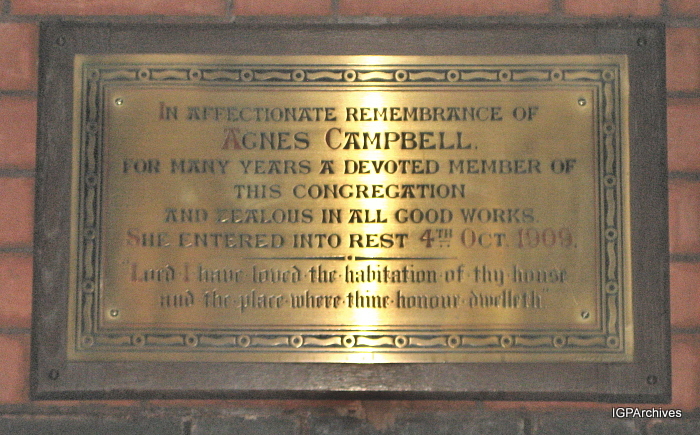 In affectionate remembrance of
Agnes Campbell.
for many years a devoted member of
this congregation
and zealous in all good works.
She entered into rest 4TH Oct. 1909.
"Lord I have loved the habitation of thy house
and the place where thine honour dwelleth"
IGPArchives